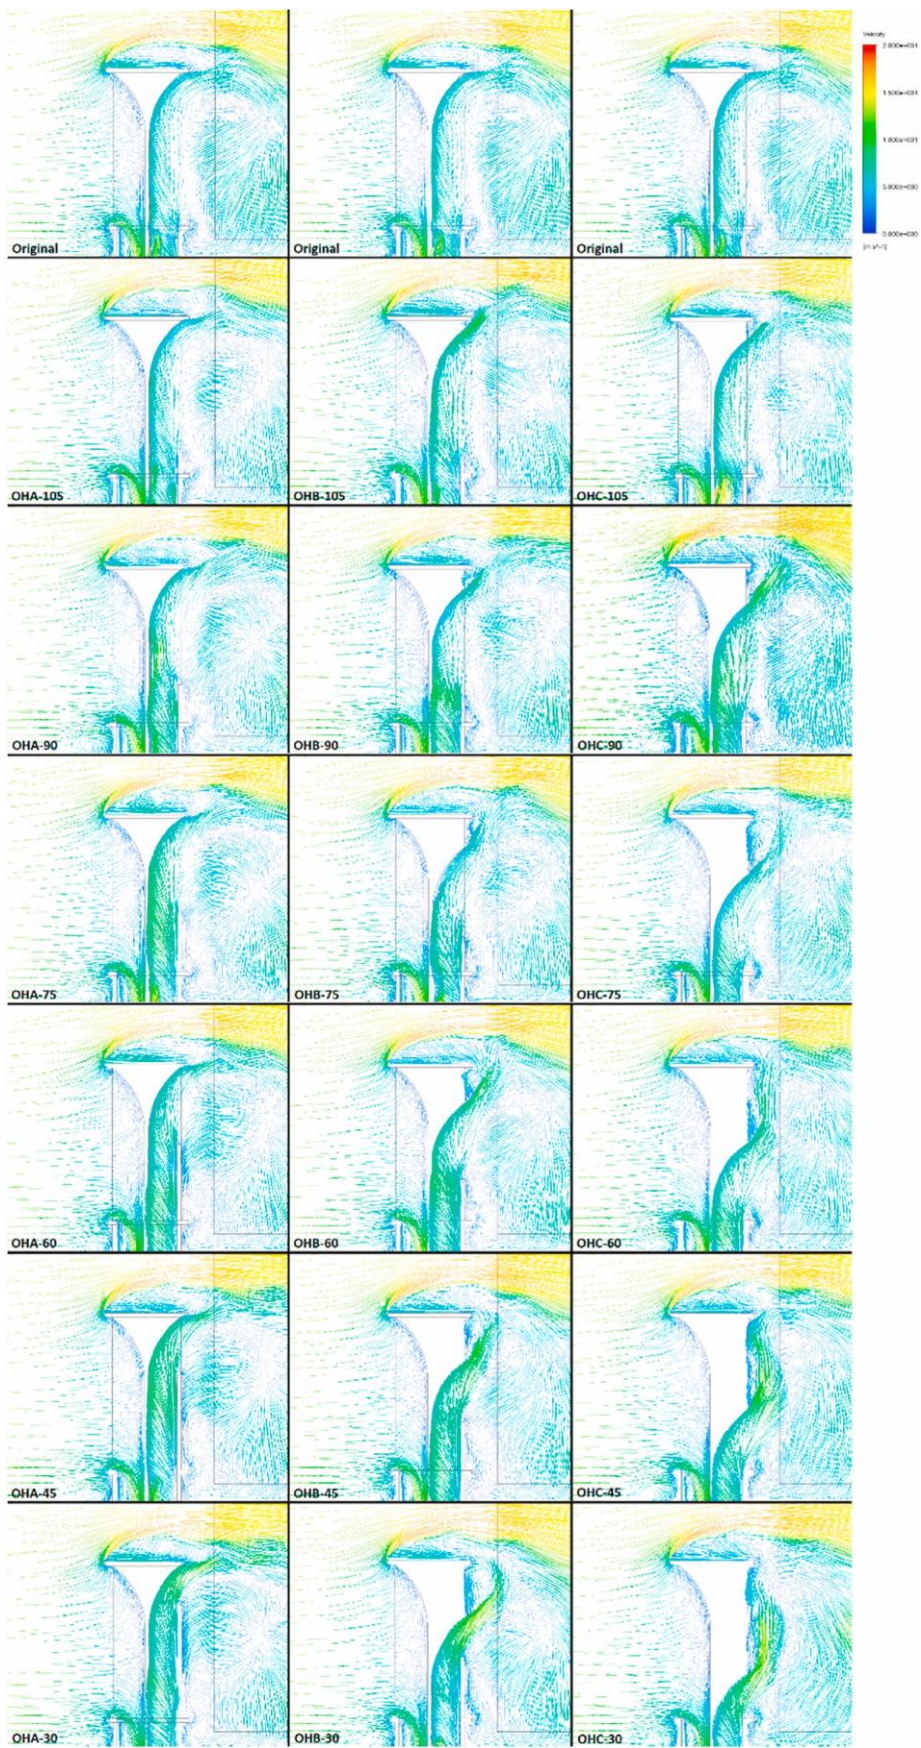 Velocity
2.000e+001
1.500e+001
1.000e+001
5.000e+000
0.000e+000
[m s^-1]
Original Original Original
OHA-105 OHB-105 OHC-105
OHA-90 OHB-90 OHC-90
OHA-75 OHB-75 OHC-75
OHA-60 OHB-60 OHC-60
OHA-45 OHB-45 OHC-45
OHA-30 OHB-30 OHC-30